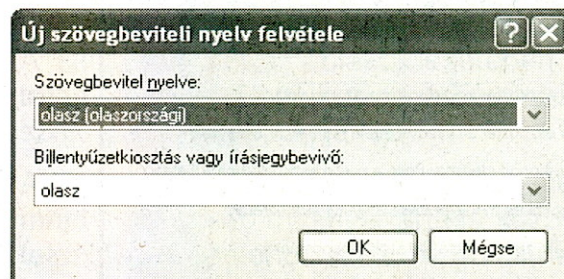 Új szövegbeviteli nyelv felvétele
Szövegbevitel nyelve:
olasz (olaszországi)
Billentyűzetkiosztás vagy írásjegybevivő:
olasz
OK Mégse